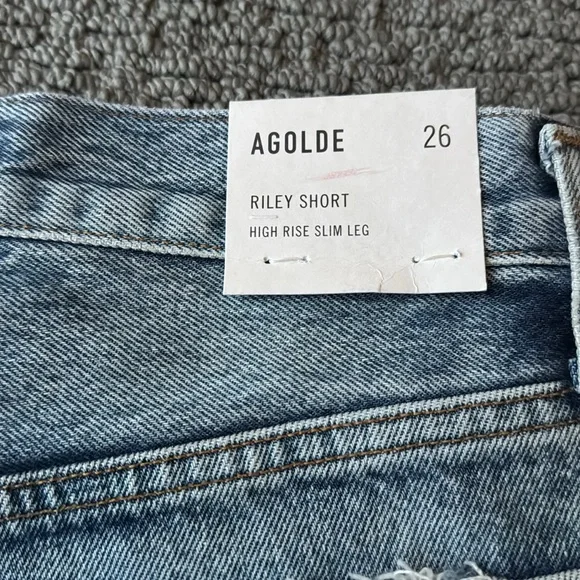 AGOLDE 26
RILEY SHORT
HIGH RISE SLIM LEG